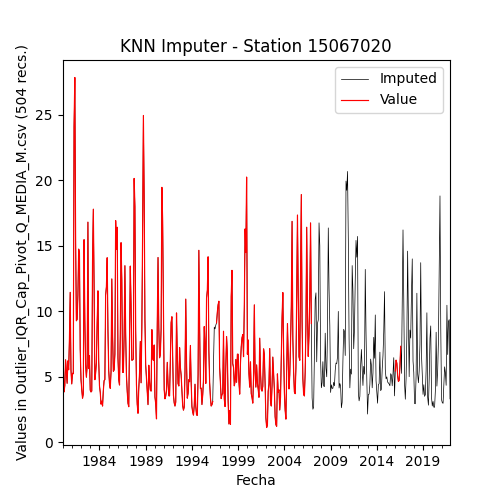 KNN Imputer - Station 15067020
Imputed
Value
Values in Outlier_IQR_Cap_Pivot_Q_MEDIA_M.csv (504 recs.)
25
20
15
10
5
0
1984 1989 1994 1999 2004 2009 2014 2019
Fecha